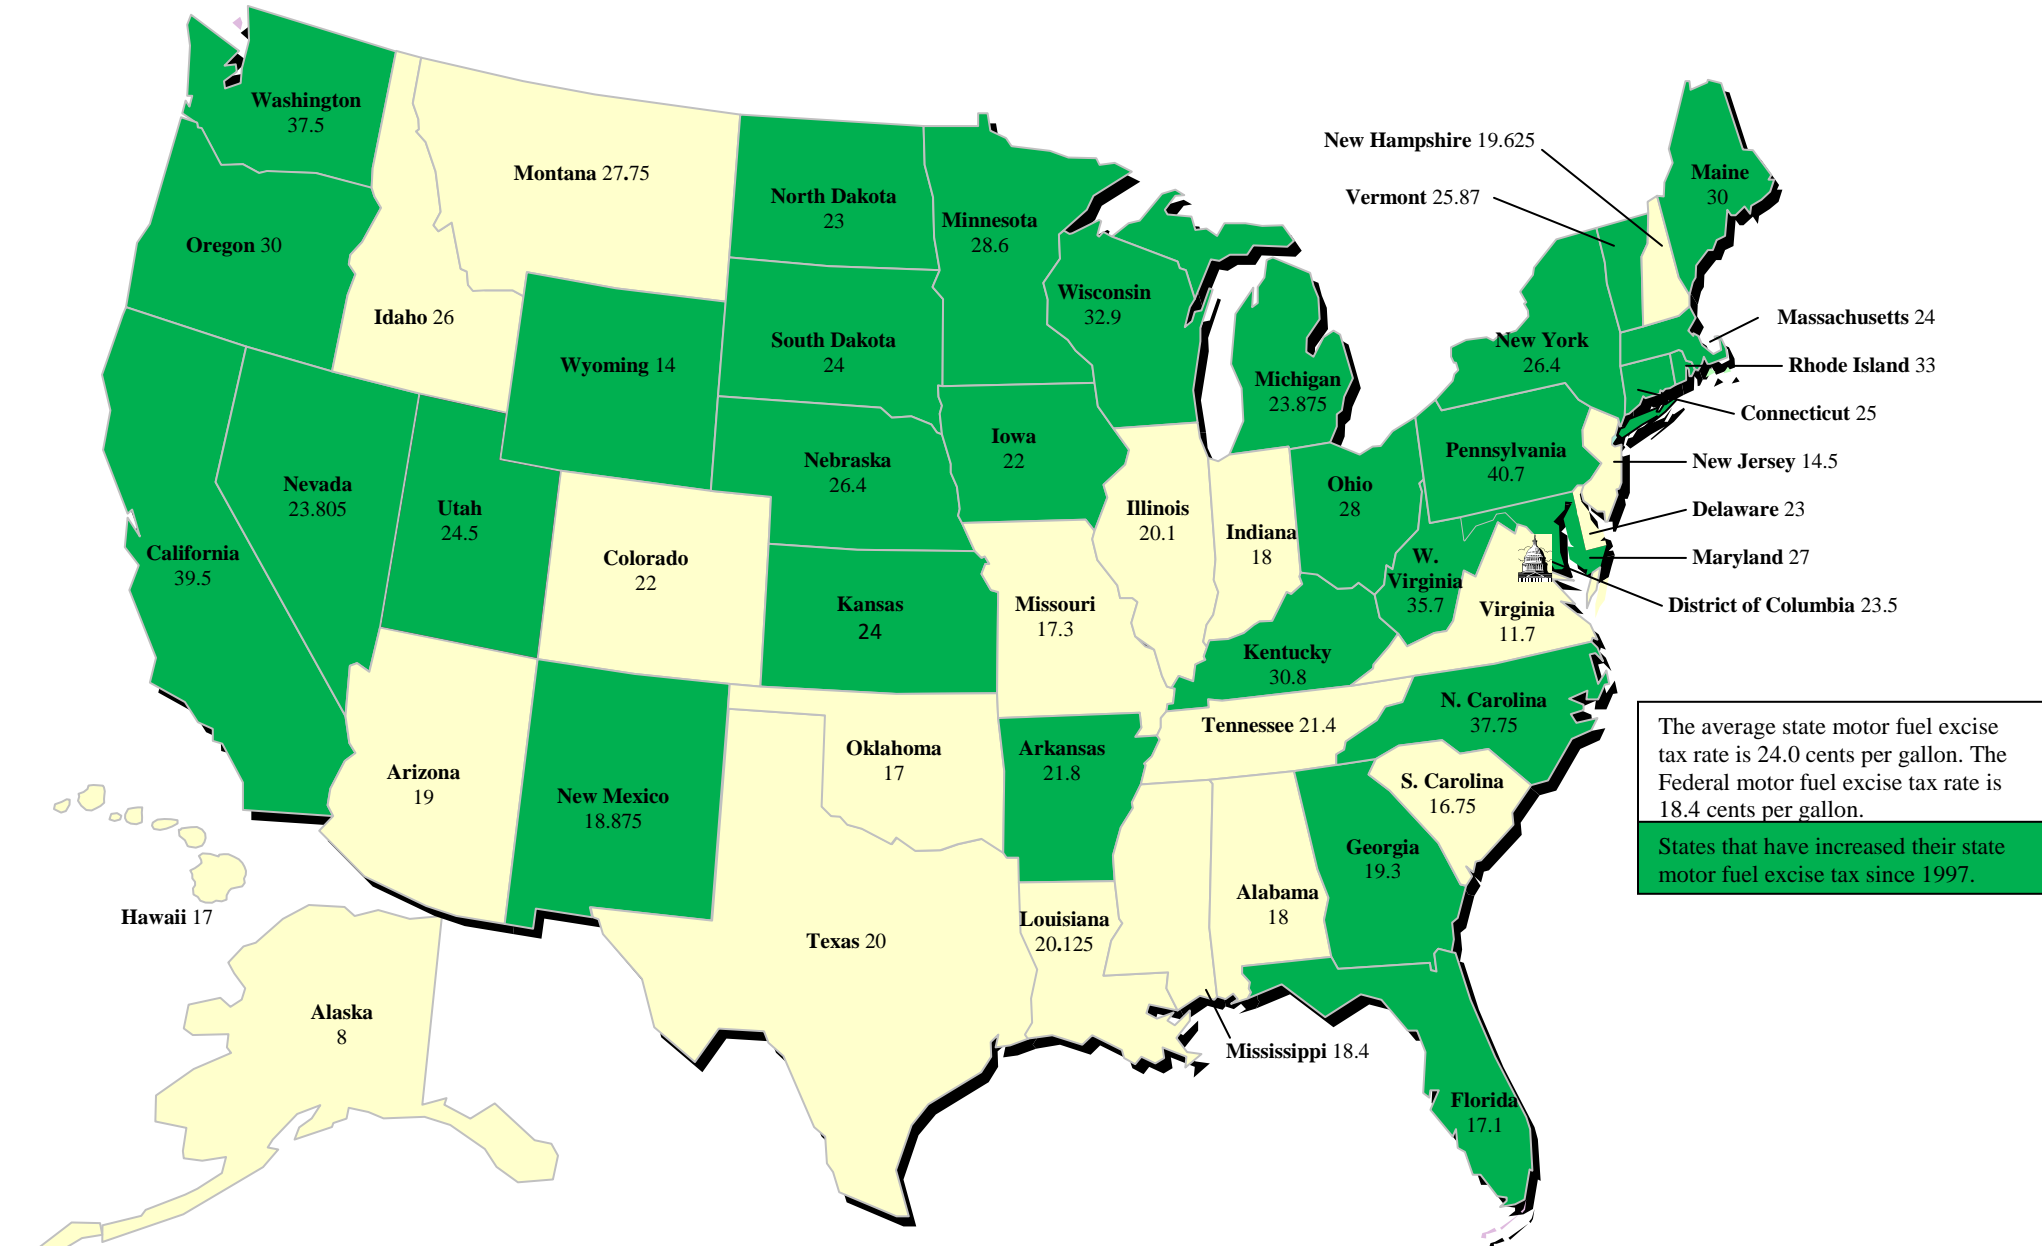 Washington
37.5
Montana 27.75
North Dakota
23
Minnesota
28.6
New Hampshire 19.625
Vermont 25.87
Maine
30
Oregon 30
Idaho 26
Wyoming 14
South Dakota
24
Wisconsin
32.9
Michigan
23.875
New York
26.4
Massachusetts 24
Rhode Island 33
Connecticut 25
Nevada
23.805
Utah
24.5
Nebraska
26.4
Iowa
22
Illinois
20.1
Indiana
18
Ohio
28
Pennsylvania
40.7
New Jersey 14.5
Delaware 23
Maryland 27
District of Columbia 23.5
California
39.5
Colorado
22
Kansas
24
Missouri
17.3
W.
Virginia
35.7
Virginia
11.7
Kentucky
30.8
N. Carolina
37.75
Tennessee 21.4
Arizona
19
New Mexico
18.875
Oklahoma
17
Arkansas
21.8
S. Carolina
16.75
Georgia
19.3
Alabama
18
Louisiana
20.125
Texas 20
Mississippi 18.4
Florida
17.1
Hawaii 17
Alaska
8
The average state motor fuel excise
tax rate is 24.0 cents per gallon. The
Federal motor fuel excise tax rate is
18.4 cents per gallon.
States that have increased their state
motor fuel excise tax since 1997.